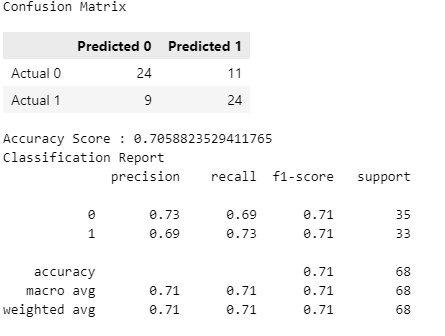 Confusion Matrix
Predicted 0 Predicted 1
Actual 0 24 11
Actual 1 9 24
Accuracy Score : 0.7058823529411765
Classification Report
precision recall f1-score support
0 0.73 0.69 0.71 35
1 0.69 0.73 0.71 33
accuracy 0.71 68
macro avg 0.71 0.71 0.71 68
weighted avg 0.71 0.71 0.71 68